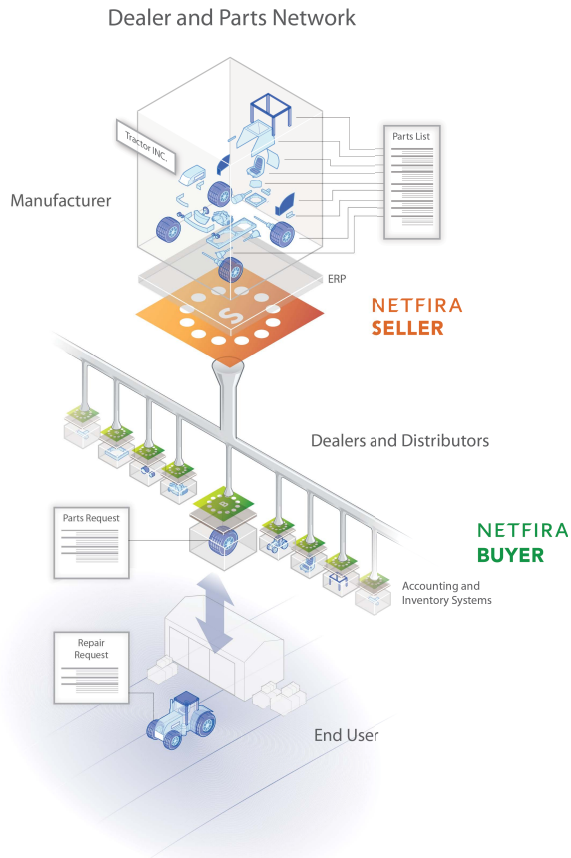 Dealer and Parts Network
Tractor INC.
Parts List
Manufacturer
ERP
S
NETFIRA
SELLER
Dealers and Distributors
Parts Request
NETFIRA
BUYER
Accounting and
Inventory Systems
Repair
Request
End User